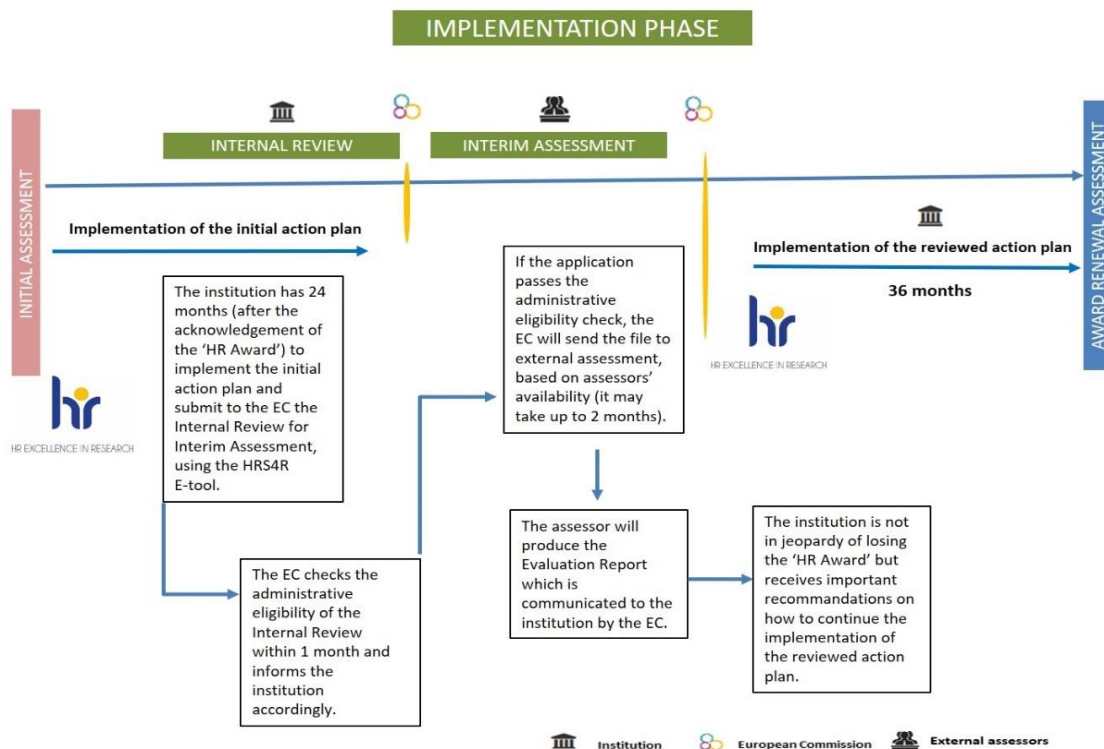 IMPLEMENTATION PHASE
INTERNAL REVIEW
INTERIM ASSESSMENT
INITIAL ASSESSMENT
AWARD RENEWAL ASSESSMENT
Implementation of the initial action plan
Implementation of the reviewed action plan
36 months
hr
HR EXCELLENCE IN RESEARCH
The institution has 24
months (after the
acknowledgement of
the ‘HR Award’) to
implement the initial
action plan and
submit to the EC the
Internal Review for
Interim Assessment,
using the HRS4R
E-tool.
The EC checks the
administrative
eligibility of the
Internal Review
within 1 month and
informs the
institution
accordingly.
If the application
passes the
administrative
eligibility check, the
EC will send the file to
external assessment,
based on assessors’
availability (it may
take up to 2 months).
The assessor will
produce the
Evaluation Report
which is
communicated to the
institution by the EC.
hr
HR EXCELLENCE IN RESEARCH
The institution is not
in jeopardy of losing
the ‘HR Award’ but
receives important
recommandations on
how to continue the
implementation of
the reviewed action
plan.
Institution
European Commission
External assessors